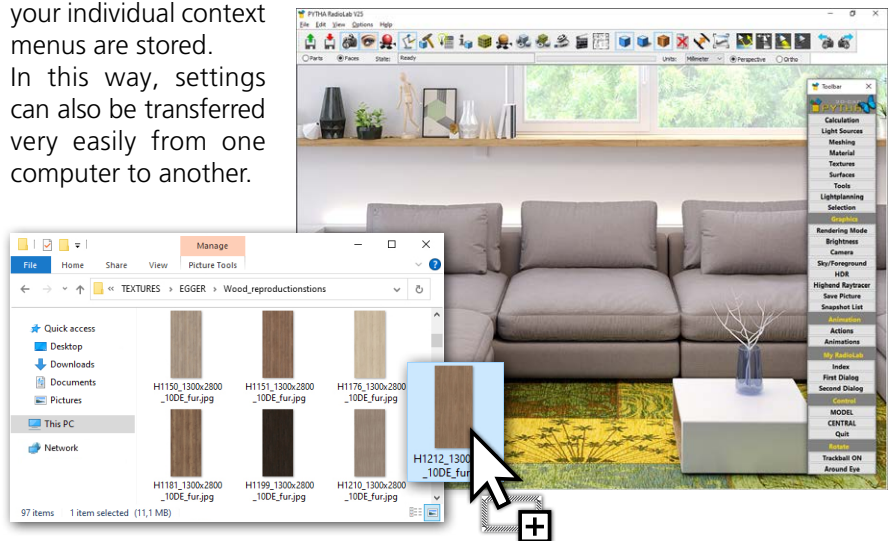 your individual context
menus are stored.
In this way, settings
can also be transferred
very easily from one
computer to another.
PYTHA RadioLab V25
File Edit View Options Help
Parts Faces State: Ready Units: Millimeter Perspective Ortho
Toolbar
PYTHA
Calculation
Light Sources
Meshing
Material
Textures
Surfaces
Tools
Lightplanning
Selection
Graphics
Rendering Mode
Brightness
Camera
Sky/Foreground
HDR
Highend Raytracer
Save Picture
Snapshot List
Animation
Actions
Animations
My RadioLab
Index
First Dialog
Second Dialog
Control
MODEL
CENTRAL
Quit
Rotate
Trackball ON
Around Eye
Manage
File Home Share View Picture Tools
« TEXTURES > EGGER > Wood_reproductionstions
Quick access
Desktop
Downloads
Documents
Pictures
This PC
Network
H1150_1300x2800 H1151_1300x2800 H1176_1300x2800
_10DE_fur.jpg _10DE_fur.jpg _10DE_fur.jpg
H1181_1300x2800 H1199_1300x2800 H1210_1300x2800
_10DE_fur.jpg _10DE_fur.jpg _10DE_fur.jpg
H1212_1300
_10DE_fur
97 items 1 item selected (11,1 MB)